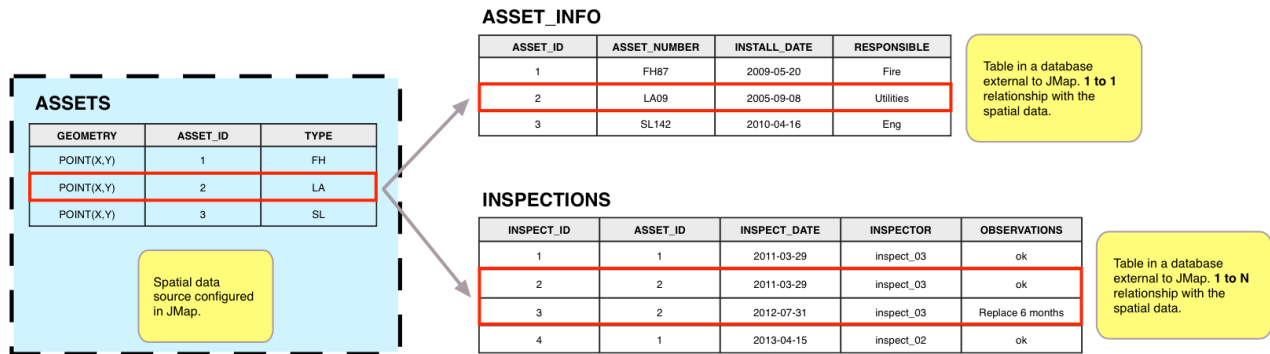 ASSETS
GEOMETRY ASSET_ID TYPE
POINT(X,Y) 1 FH
POINT(X,Y) 2 LA
POINT(X,Y) 3 SL
Spatial data
source configured
in JMap.
ASSET_INFO
ASSET_ID ASSET_NUMBER INSTALL_DATE RESPONSIBLE
1 FH87 2009-05-20 Fire
2 LA09 2005-09-08 Utilities
3 SL142 2010-04-16 Eng
Table in a database
external to JMap. 1 to 1
relationship with the
spatial data.
INSPECTIONS
INSPECT_ID ASSET_ID INSPECT_DATE INSPECTOR OBSERVATIONS
1 1 2011-03-29 inspect_03 ok
2 2 2011-03-29 inspect_03 ok
3 2 2012-07-31 inspect_03 Replace 6 months
4 1 2013-04-15 inspect_02 ok
Table in a database
external to JMap. 1 to N
relationship with the
spatial data.